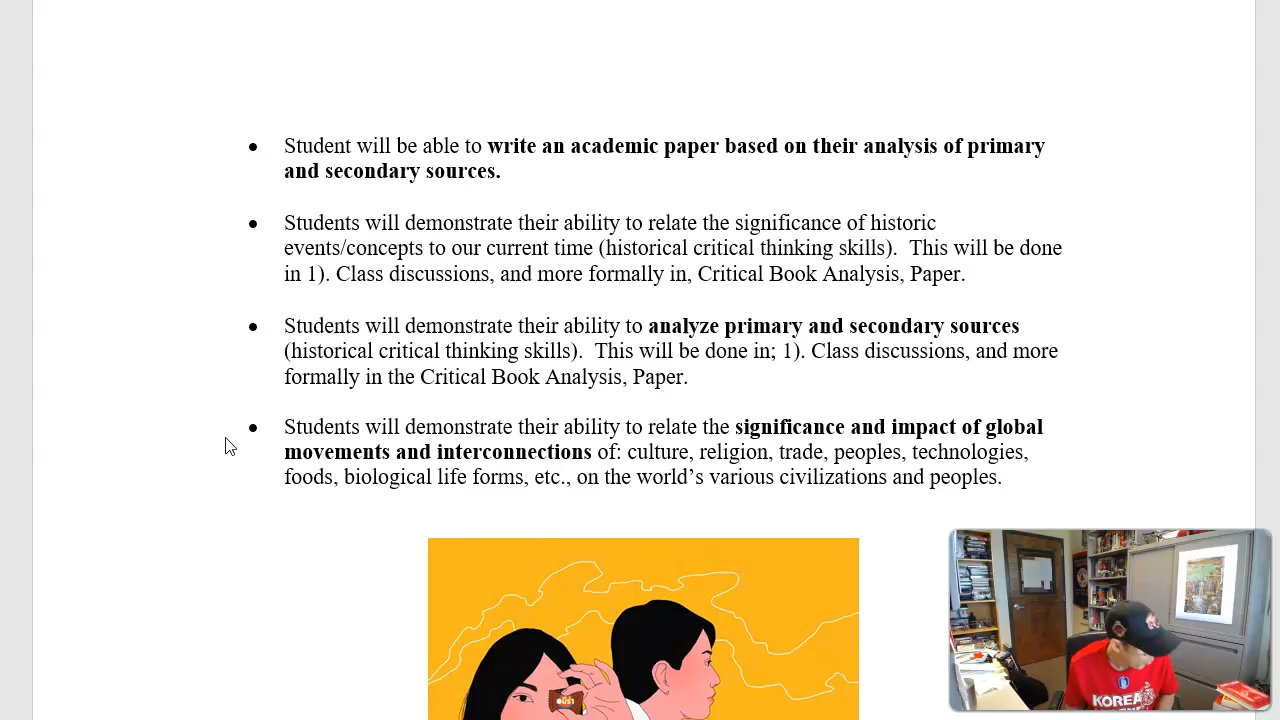 Student will be able to write an academic paper based on their analysis of primary
and secondary sources.
Students will demonstrate their ability to relate the significance of historic
events/concepts to our current time (historical critical thinking skills).  This will be done
in 1). Class discussions, and more formally in, Critical Book Analysis, Paper.
Students will demonstrate their ability to analyze primary and secondary sources
(historical critical thinking skills).  This will be done in; 1). Class discussions, and more
formally in the Critical Book Analysis, Paper.
Students will demonstrate their ability to relate the significance and impact of global
movements and interconnections of: culture, religion, trade, peoples, technologies,
foods, biological life forms, etc., on the world’s various civilizations and peoples.
KOREA